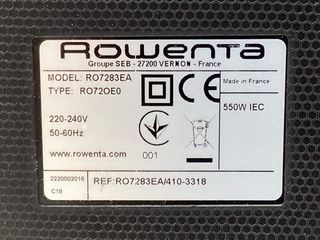 Rowenta
Groupe SEB - 27200 VERNON - France
MODEL: RO7283EA
TYPE: RO72OE0
CE
Made in France
550W IEC
220-240V
50-60Hz
www.rowenta.com
001
2220002016
C18
REF:RO7283EA/410-3318